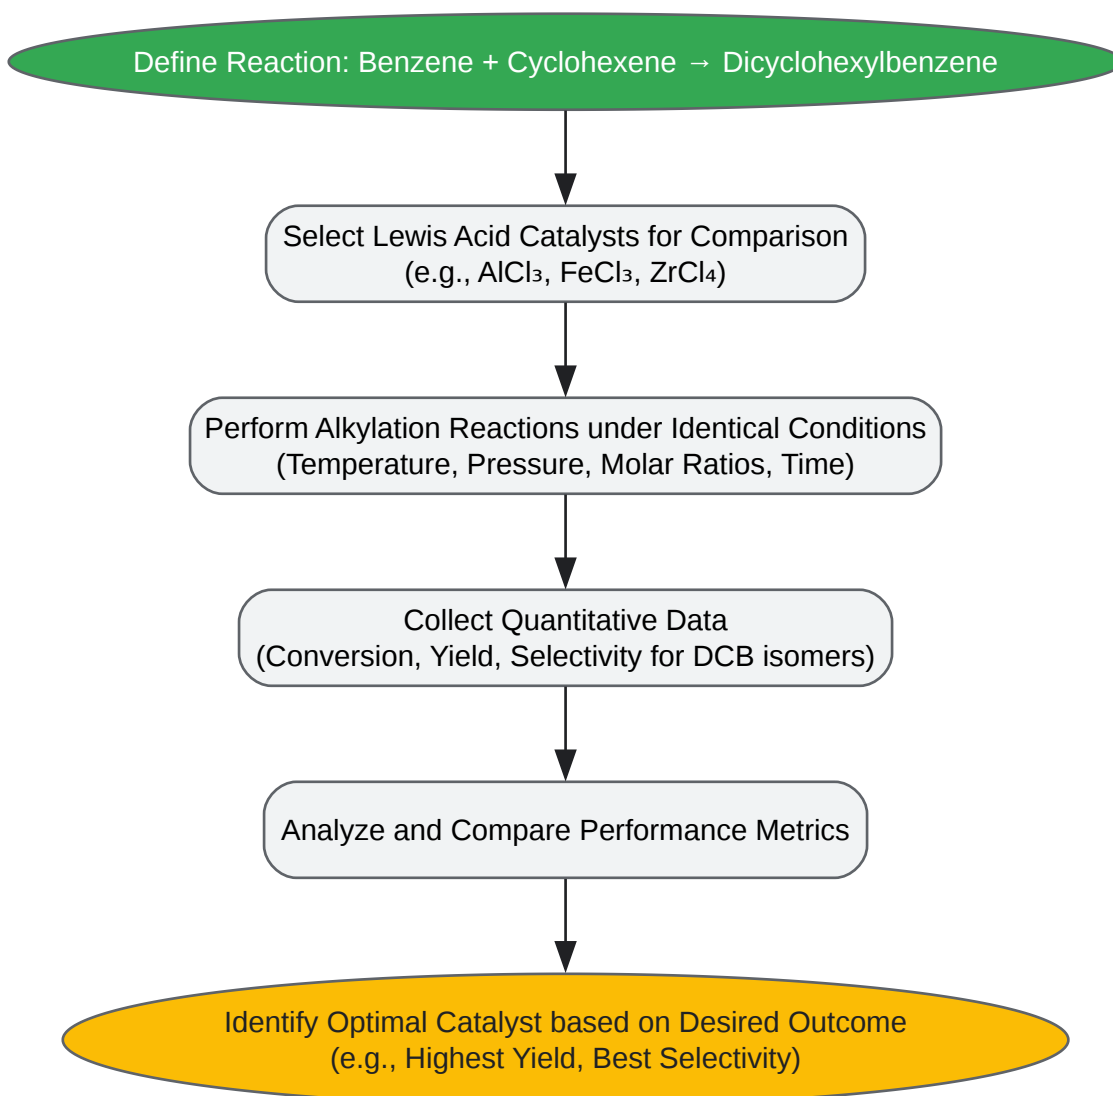 Define Reaction: Benzene + Cyclohexene → Dicyclohexylbenzene
Select Lewis Acid Catalysts for Comparison
(e.g., AlCl₃, FeCl₃, ZrCl₄)
Perform Alkylation Reactions under Identical Conditions
(Temperature, Pressure, Molar Ratios, Time)
Collect Quantitative Data
(Conversion, Yield, Selectivity for DCB isomers)
Analyze and Compare Performance Metrics
Identify Optimal Catalyst based on Desired Outcome
(e.g., Highest Yield, Best Selectivity)